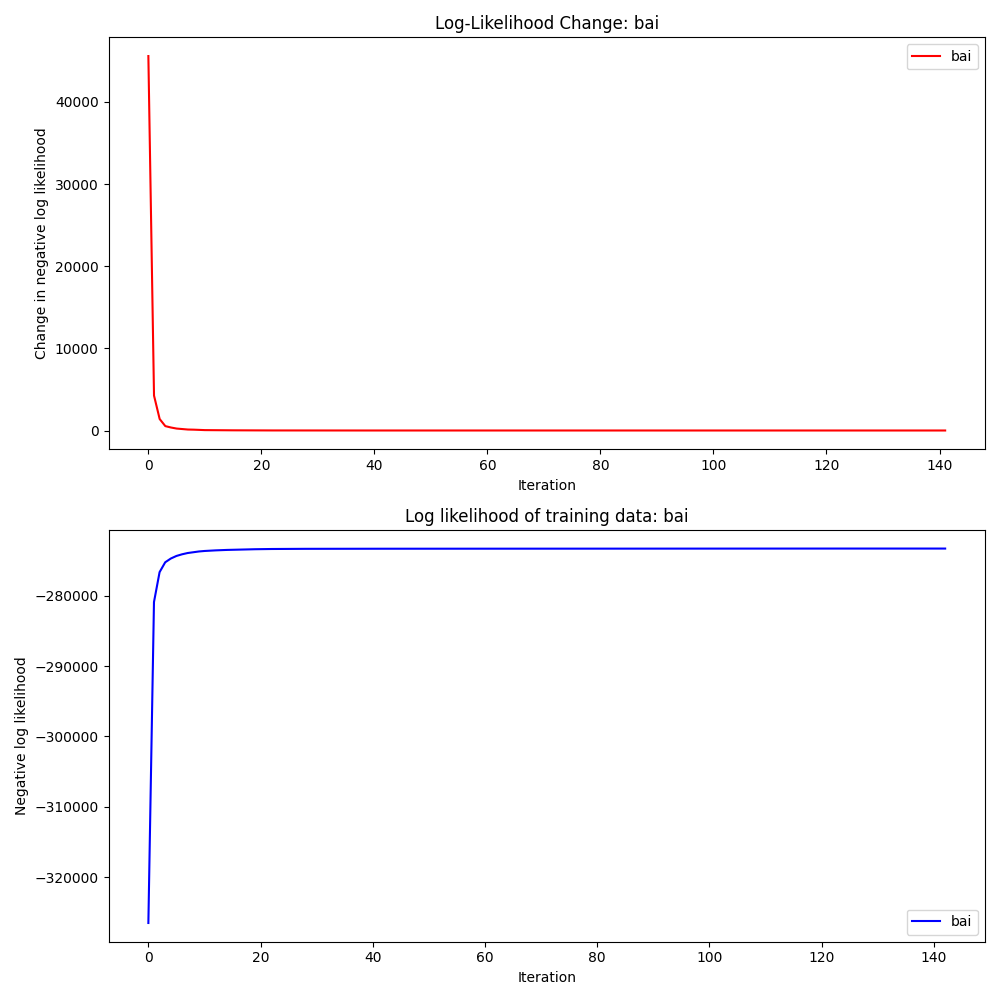 Log-Likelihood Change: bai
bai
Change in negative log likelihood
40000
30000
20000
10000
0
0 20 40 60 80 100 120 140
Iteration
Log likelihood of training data: bai
Negative log likelihood
−280000
−290000
−300000
−310000
−320000
bai
0 20 40 60 80 100 120 140
Iteration